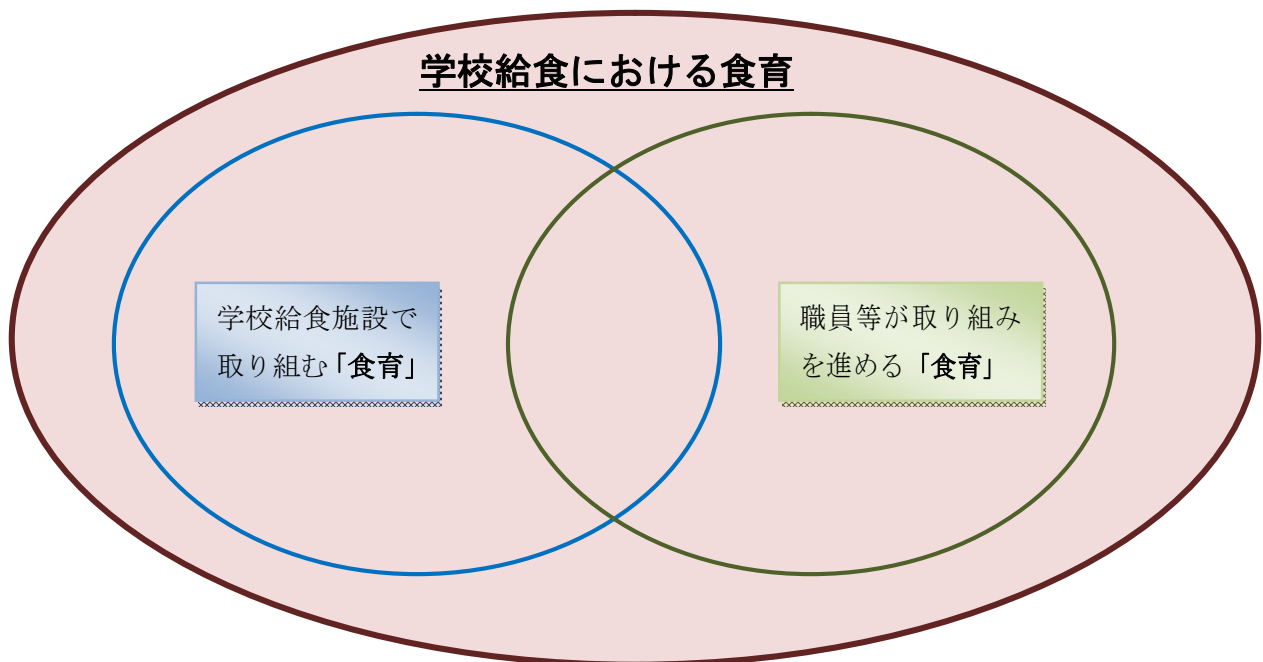 学校給食における食育
学校給食施設で
取り組む「食育」
職員等が取り組み
を進める「食育」